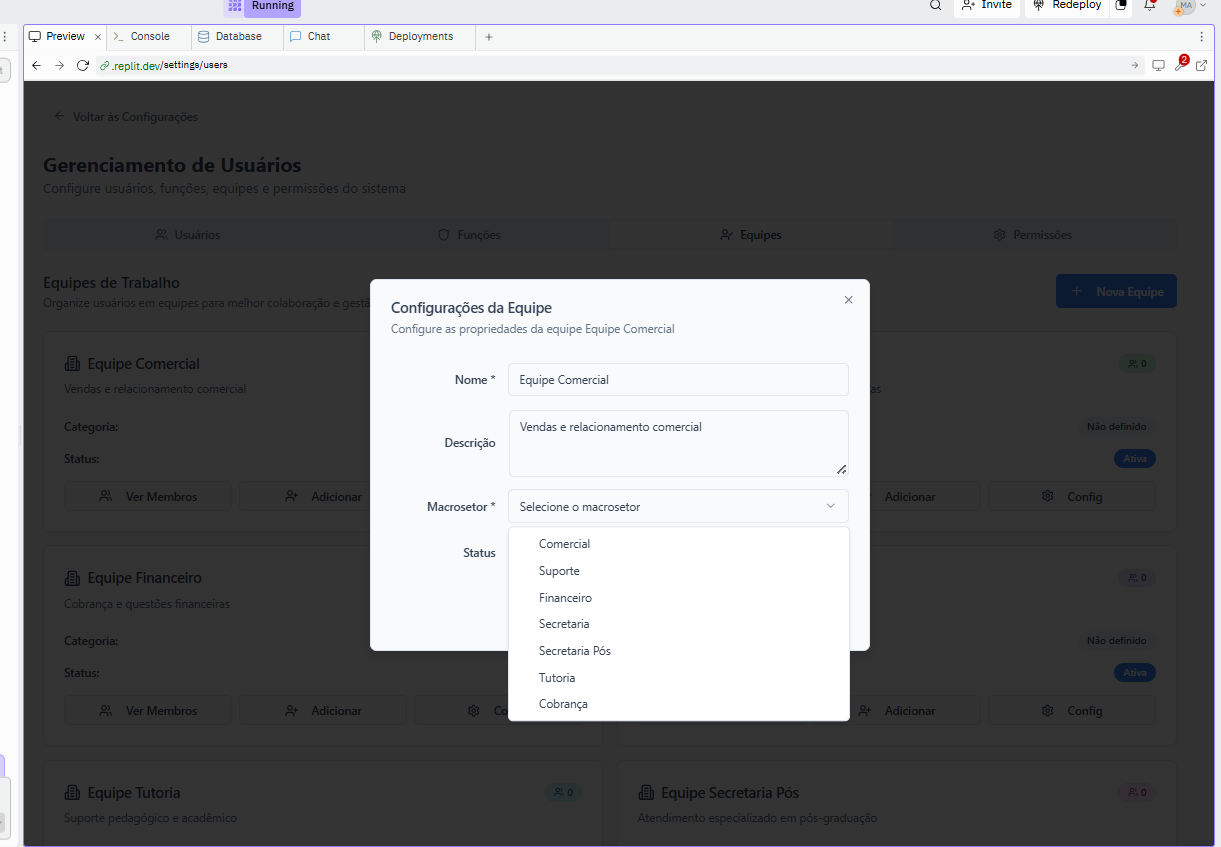 Running
Invite
Redeploy
MA
Preview
Console
Database
Chat
Deployments
.replit.dev/settings/users
2
Voltar às Configurações
Gerenciamento de Usuários
Configure usuários, funções, equipes e permissões do sistema
Usuários
Funções
Equipes
Permissões
Equipes de Trabalho
Organize usuários em equipes para melhor colaboração e gestã
Nova Equipe
Configurações da Equipe
Configure as propriedades da equipe Equipe Comercial
Nome *
Equipe Comercial
Descrição
Vendas e relacionamento comercial
Macrosetor *
Selecione o macrosetor
Status
Comercial
Suporte
Financeiro
Secretaria
Secretaria Pós
Tutoria
Cobrança
Equipe Comercial
0
Vendas e relacionamento comercial
as
Categoria:
Não definido
Status:
Ativa
Ver Membros
Adicionar
Adicionar
Config
Equipe Financeiro
0
Cobrança e questões financeiras
Categoria:
Não definido
Status:
Ativa
Ver Membros
Adicionar
Co
Adicionar
Config
Equipe Tutoria
0
Suporte pedagógico e acadêmico
Equipe Secretaria Pós
0
Atendimento especializado em pós-graduação